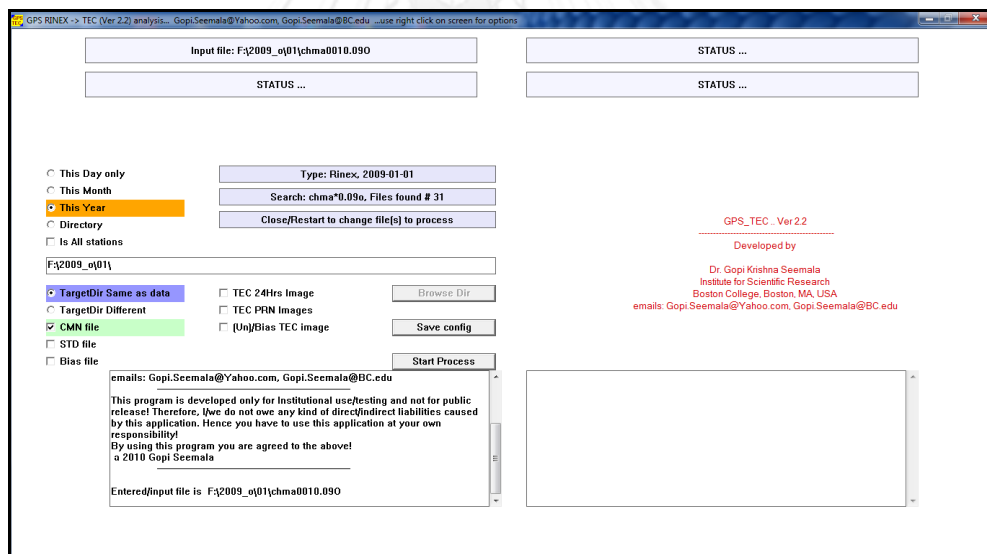 GPS RINEX -> TEC (Ver 2.2) analysis... Gopi.Seemala@Yahoo.com, Gopi.Seemala@BC.edu ...use right click on screen for options
Input file: F:\2009_o\01\chma0010.09O
STATUS ...
STATUS ...
STATUS ...
This Day only
This Month
This Year
Directory
Is All stations
Type: Rinex, 2009-01-01
Search: chma*0.09o, Files found # 31
Close/Restart to change file(s) to process
F:\2009_o\01\
TargetDir Same as data
TargetDir Different
CMN file
STD file
Bias file
TEC 24Hrs Image
TEC PRN Images
(Un)/Bias TEC image
Browse Dir
Save config
Start Process
emails: Gopi.Seemala@Yahoo.com, Gopi.Seemala@BC.edu
This program is developed only for Institutional use/testing and not for public
release! Therefore, I/we do not owe any kind of direct/indirect liabilities caused
by this application. Hence you have to use this application at your own
responsibility!
By using this program you are agreed to the above!
a 2010 Gopi Seemala
Entered/input file is F:\2009_o\01\chma0010.09O
GPS_TEC .. Ver 2.2
Developed by
Dr. Gopi Krishna Seemala
Institute for Scientific Research
Boston College, Boston, MA, USA
emails: Gopi.Seemala@Yahoo.com, Gopi.Seemala@BC.edu